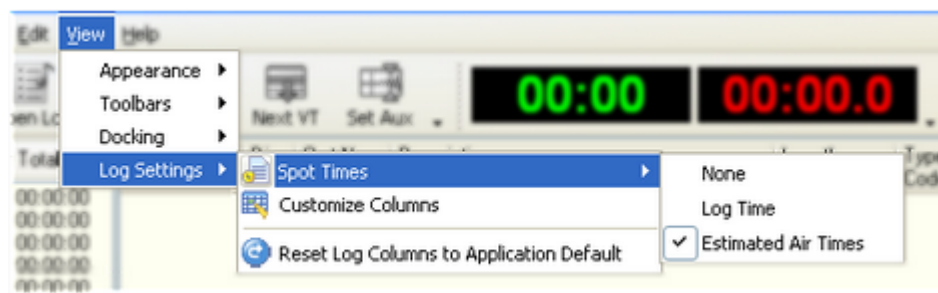 Edit View Help
Appearance
Toolbars
Docking
Log Settings
Next VT Set Aux
00:00 00:00.0
Total
Spot Times
Customize Columns
Reset Log Columns to Application Default
None
Log Time
Estimated Air Times
Type
Code
00:00:00
00:00:00
00:00:00
00:00:00
00:00:00